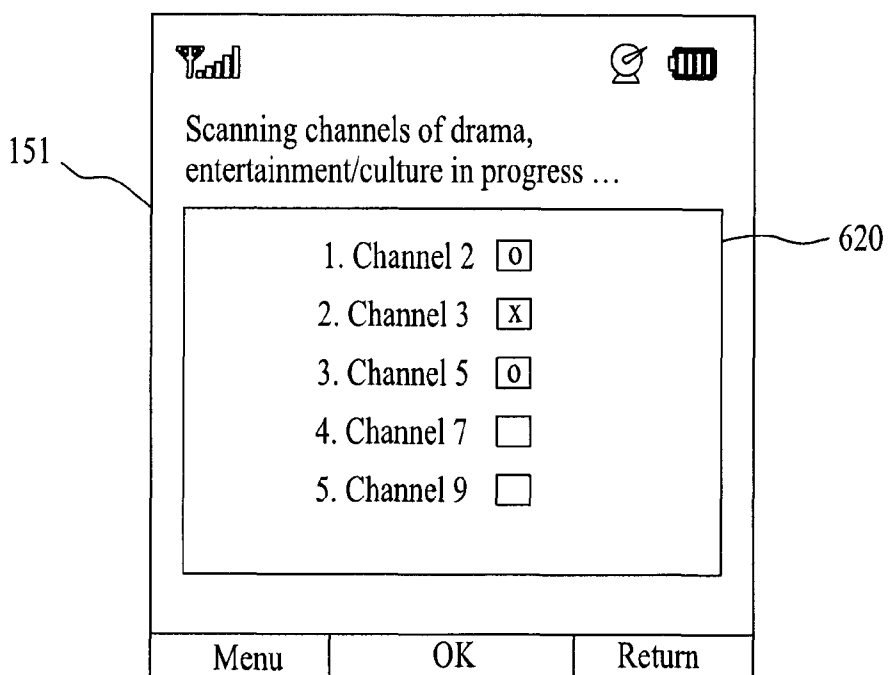 Scanning channels of drama,
entertainment/culture in progress ...
151
620
1. Channel 2 o
2. Channel 3 x
3. Channel 5 o
4. Channel 7
5. Channel 9
Menu OK Return